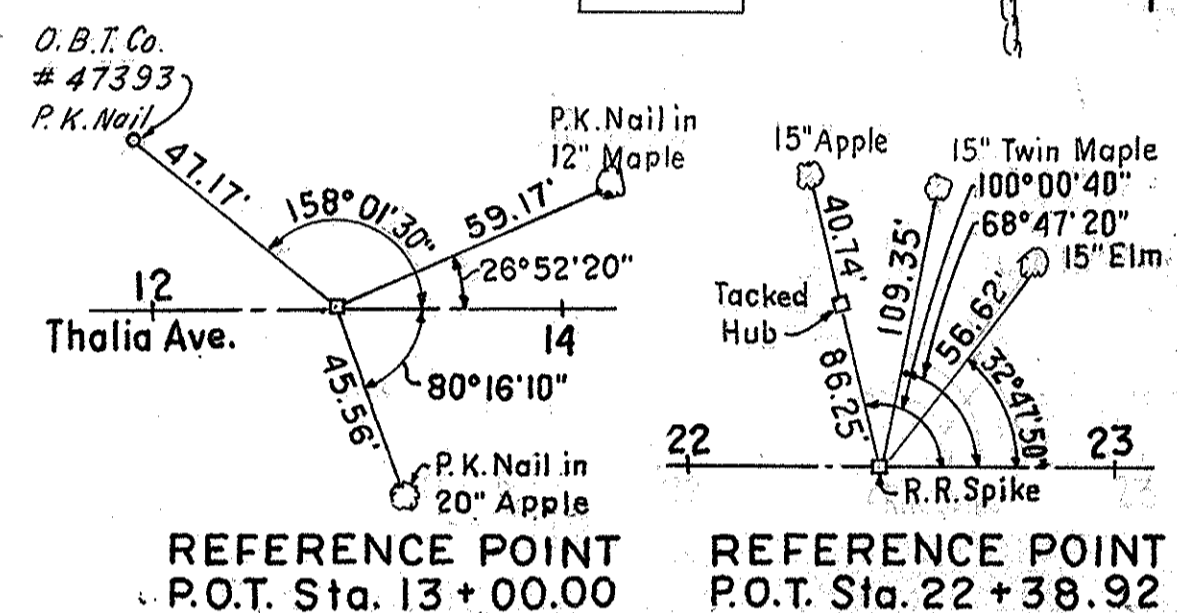 O.B.T. Co.
# 47393
P.K. Nail
47.17'
158°01'30"
P.K. Nail in
12" Maple
59.17'
26°52'20"
12
14
Thalia Ave.
45.56'
80°16'10"
P.K. Nail in
20" Apple
REFERENCE POINT
P.O.T. Sta. 13 + 00.00
15" Apple
15" Twin Maple
100°00'40"
68°47'20"
15" Elm
40.74'
109.35'
56.62'
Tacked
Hub
86.25'
32°47'50"
22
23
R.R. Spike
REFERENCE POINT
P.O.T. Sta. 22 + 38.92